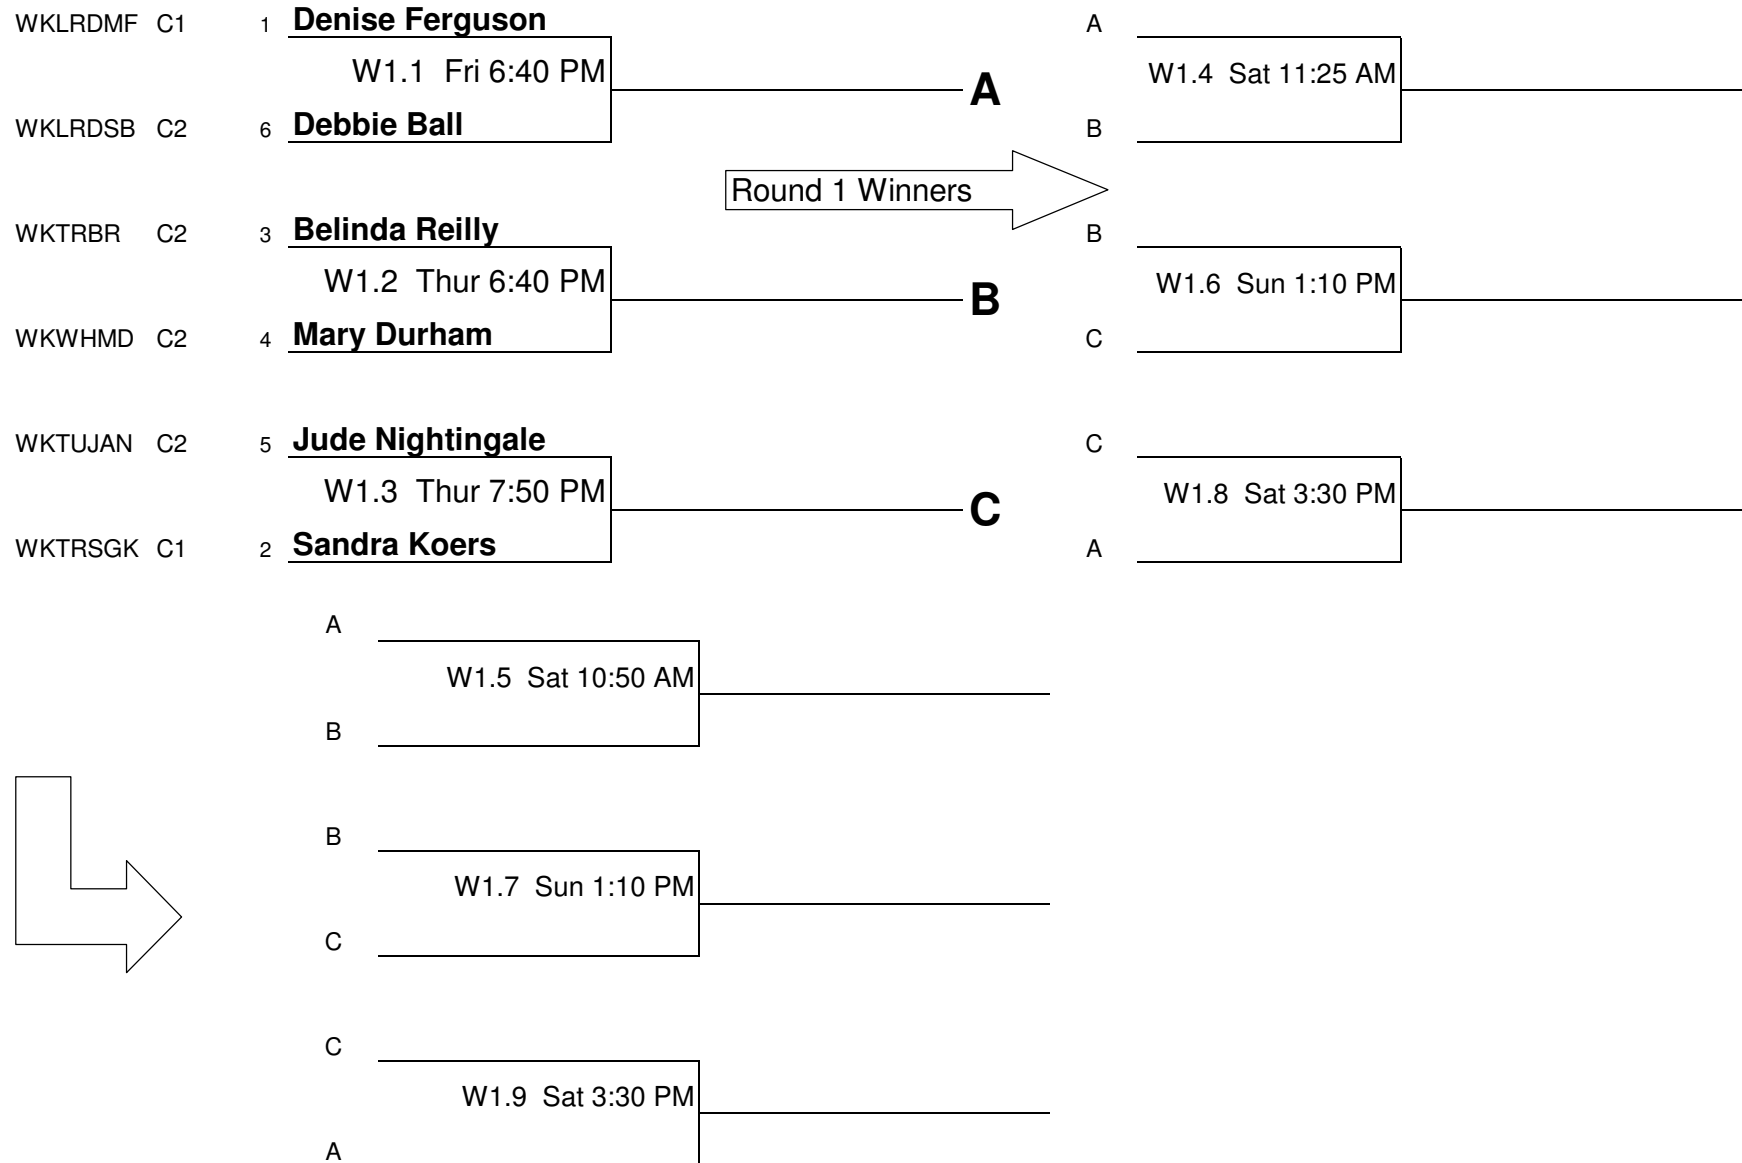 WKLRDMF C1 1 Denise Ferguson A
W1.1 Fri 6:40 PM W1.4 Sat 11:25 AM
A
WKLRDSB C2 6 Debbie Ball B
Round 1 Winners
WKTRBR C2 3 Belinda Reilly B
W1.2 Thur 6:40 PM W1.6 Sun 1:10 PM
B
WKWHMD C2 4 Mary Durham C
WKTUJAN C2 5 Jude Nightingale C
W1.3 Thur 7:50 PM W1.8 Sat 3:30 PM
C
WKTRSGK C1 2 Sandra Koers A
A
W1.5 Sat 10:50 AM
B
B
W1.7 Sun 1:10 PM
C
C
W1.9 Sat 3:30 PM
A